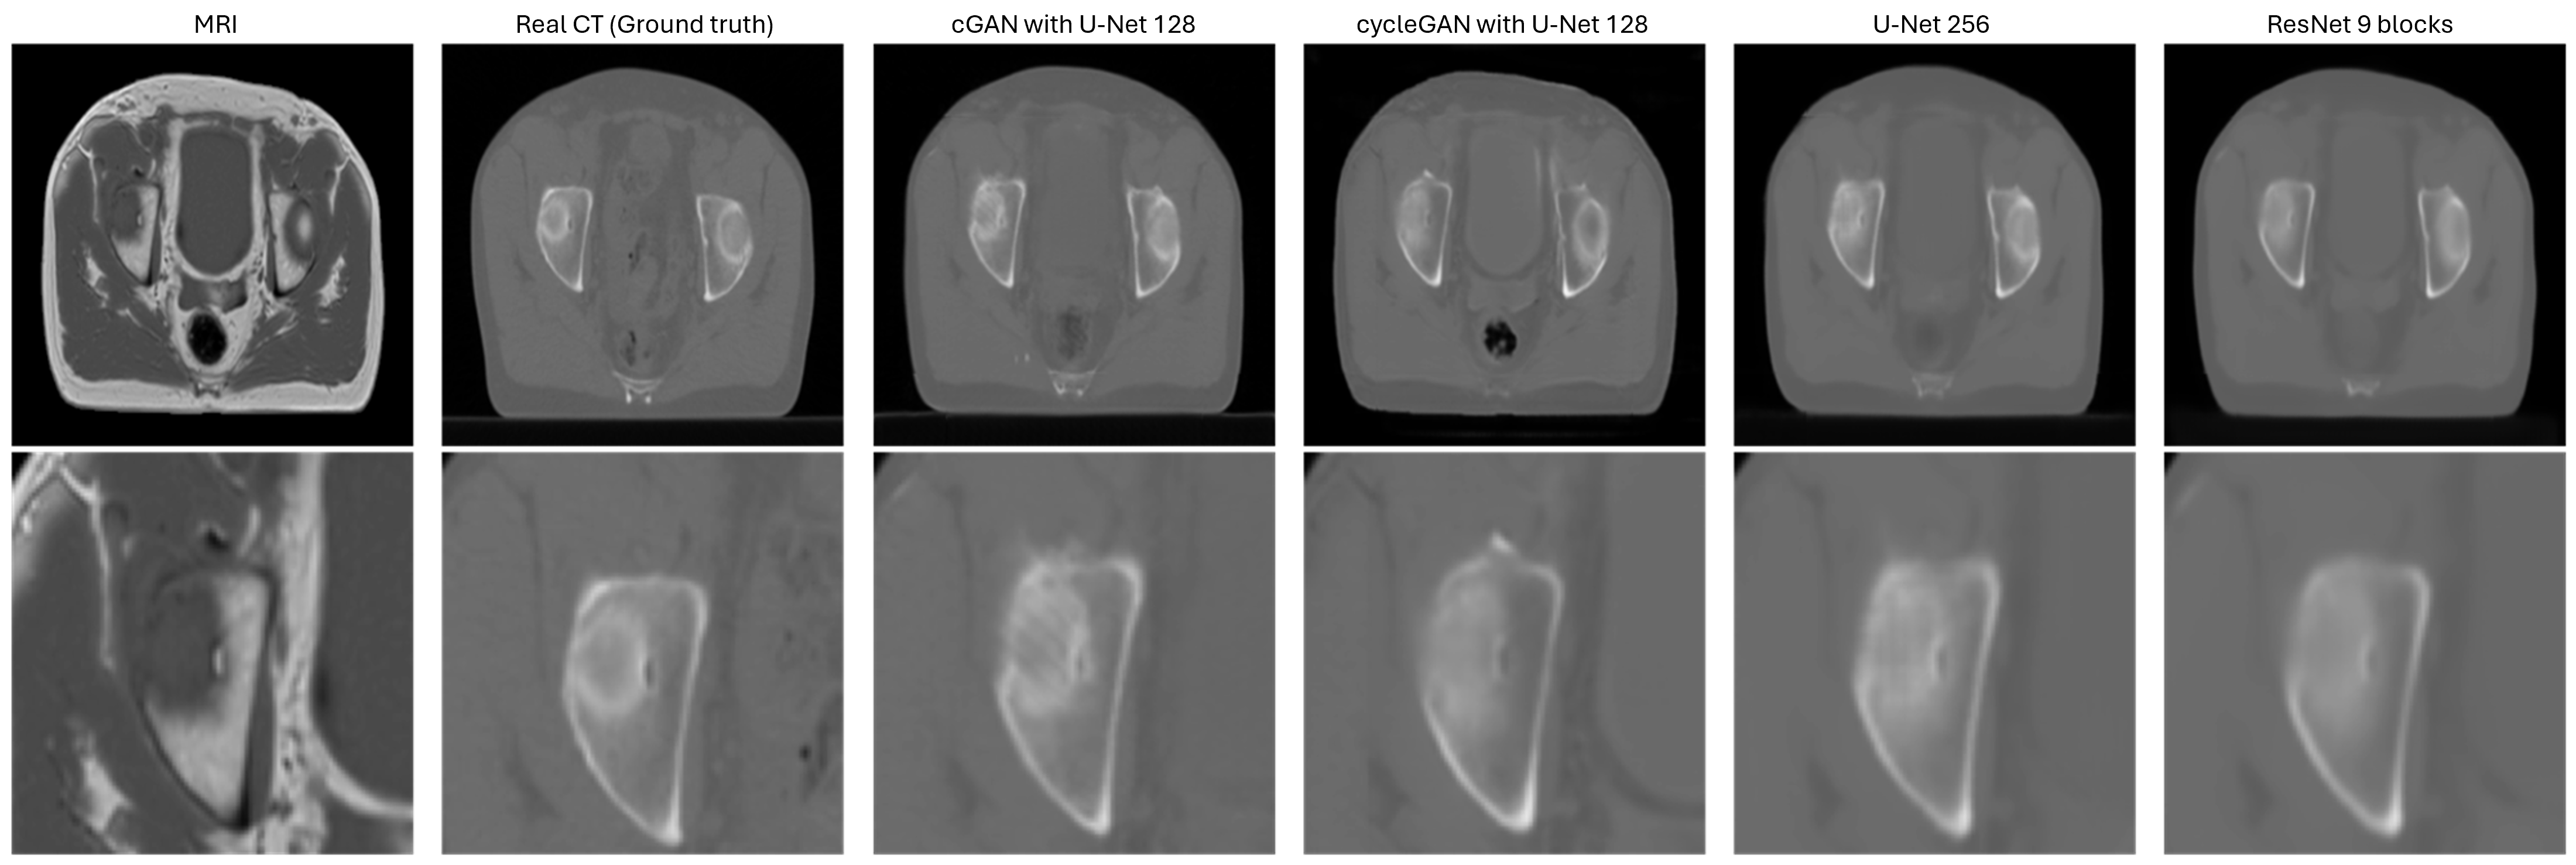 MRI
Real CT (Ground truth)
cGAN with U-Net 128
cycleGAN with U-Net 128
U-Net 256
ResNet 9 blocks